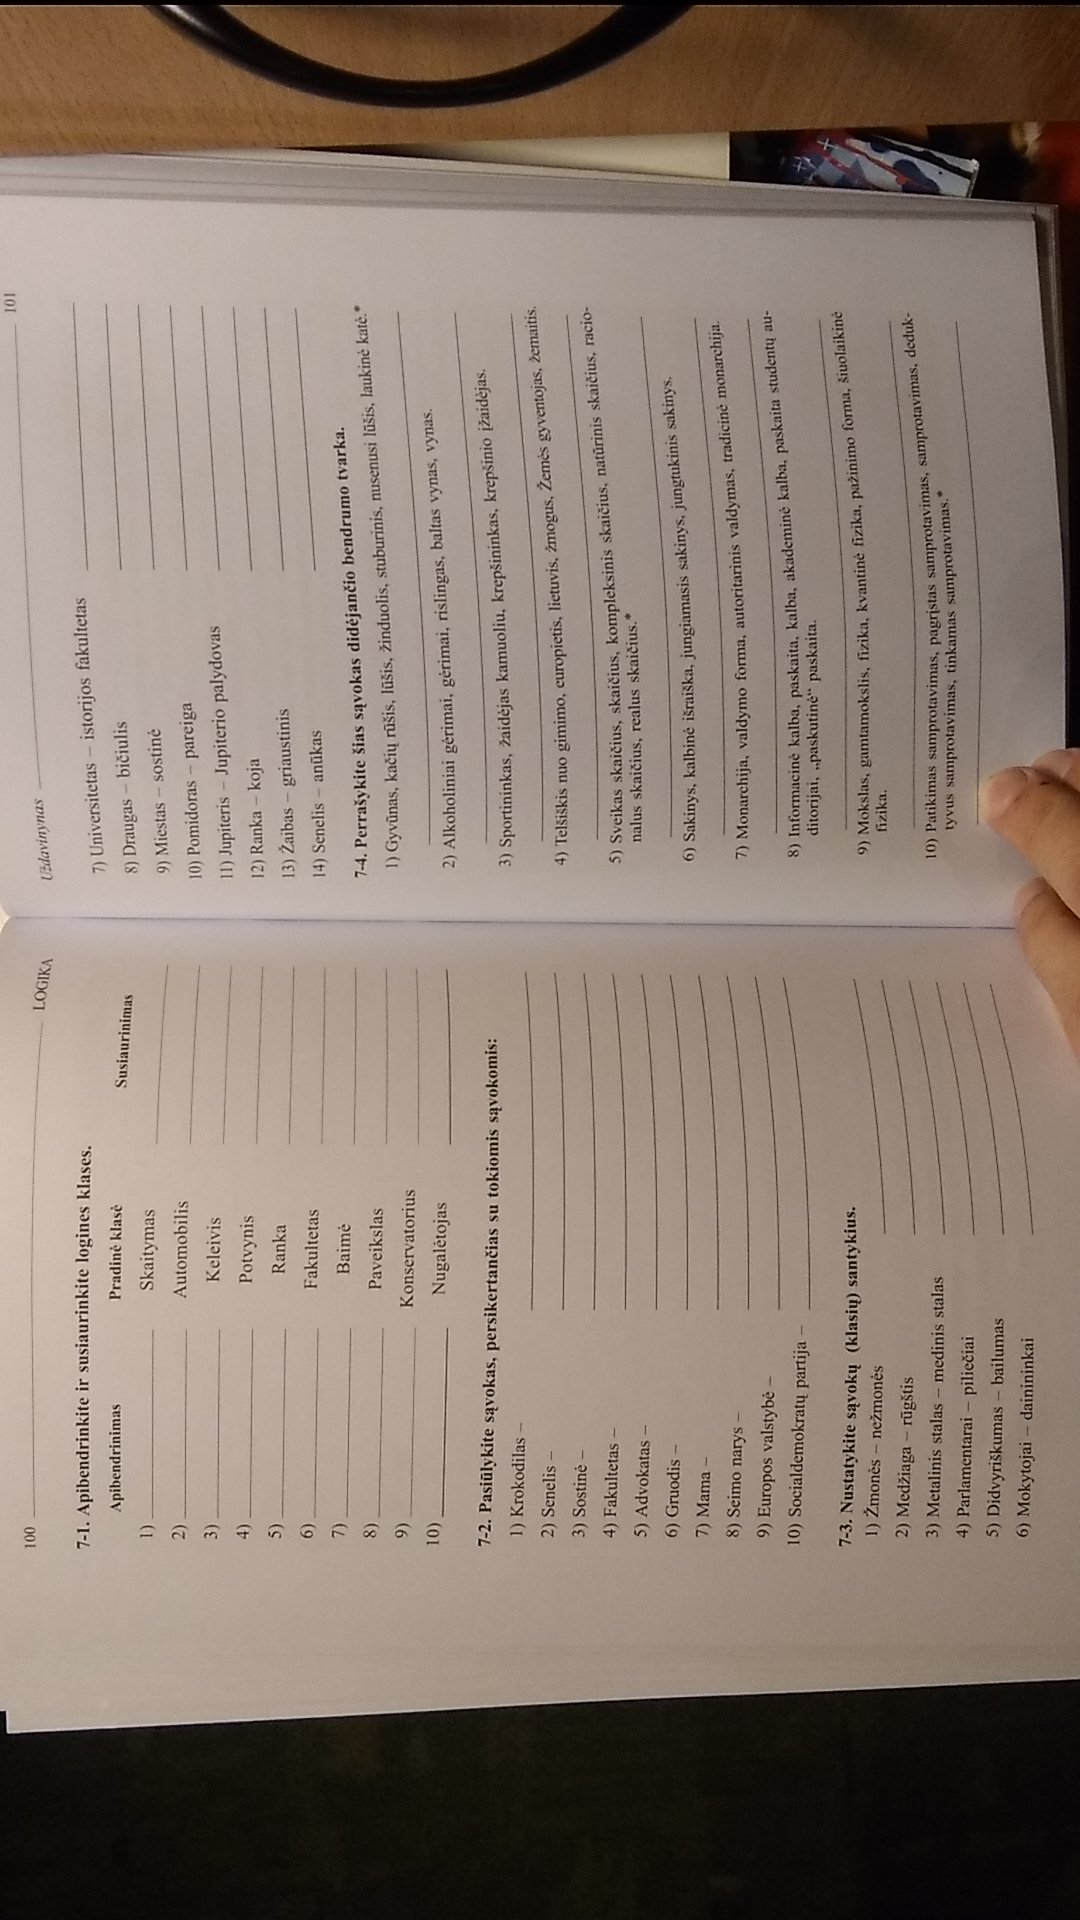 100 LOGIKA
7-1. Apibendrinkite ir susiaurinkite logines klases.
Apibendrinimas Pradinė klasė Susiaurinimas
1) Skaitymas
2) Automobilis
3) Keleivis
4) Potvynis
5) Ranka
6) Fakultetas
7) Baimė
8) Paveikslas
9) Konservatorius
10) Nugalėtojas
7-2. Pasiūlykite sąvokas, persikertančias su tokiomis sąvokomis:
1) Krokodilas –
2) Senelis –
3) Sostinė –
4) Fakultetas –
5) Advokatas –
6) Gruodis –
7) Mama –
8) Seimo narys –
9) Europos valstybė –
10) Socialdemokratų partija –
7-3. Nustatykite sąvokų (klasių) santykius.
1) Žmonės – nežmonės
2) Medžiaga – rūgštis
3) Metalinis stalas – medinis stalas
4) Parlamentarai – piliečiai
5) Didvyriškumas – bailumas
6) Mokytojai – dainininkai
Uždavinynas 101
7) Universitetas – istorijos fakultetas
8) Draugas – bičiulis
9) Miestas – sostinė
10) Pomidoras – pareiga
11) Jupiteris – Jupiterio palydovas
12) Ranka – koja
13) Žaibas – griaustinis
14) Senelis – anūkas
7-4. Perrašykite šias sąvokas didėjančio bendrumo tvarka.
1) Gyvūnas, kačių rūšis, lūšis, žinduolis, stuburinis, nusenusi lūšis, laukinė katė.*
2) Alkoholiniai gėrimai, gėrimai, rislingas, baltas vynas, vynas.
3) Sportininkas, žaidėjas kamuoliu, krepšininkas, krepšinio įžaidėjas.
4) Telšiškis nuo gimimo, europietis, lietuvis, žmogus, Žemės gyventojas, žemaitis.
5) Sveikas skaičius, skaičius, kompleksinis skaičius, natūrinis skaičius, racio-
nalus skaičius, realus skaičius.*
6) Sakinys, kalbinė išraiška, jungiamasis sakinys, jungtukinis sakinys.
7) Monarchija, valdymo forma, autoritarinis valdymas, tradicinė monarchija.
8) Informacinė kalba, paskaita, kalba, akademinė kalba, paskaita studentų au-
ditorijai, „paskutinė“ paskaita.
9) Mokslas, gamtamokslis, fizika, kvantinė fizika, pažinimo forma, šiuolaikinė
fizika.
10) Patikimas samprotavimas, pagrįstas samprotavimas, samprotavimas, deduk-
tyvus samprotavimas, tinkamas samprotavimas.*